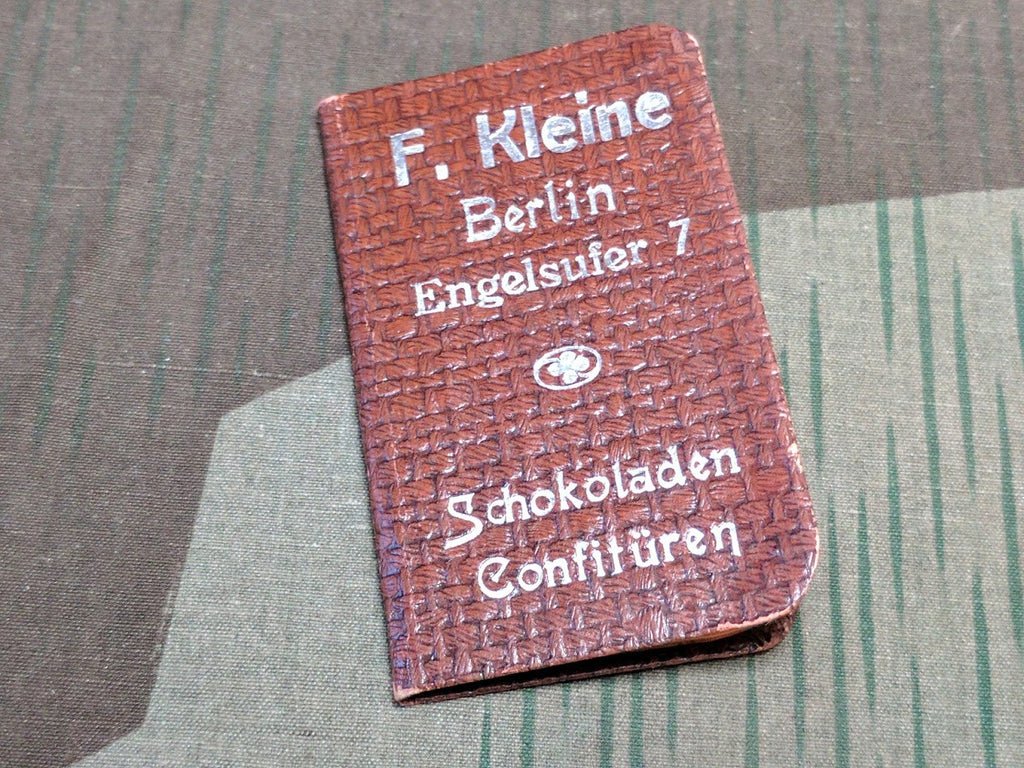 F. Kleine
Berlin
Engelsufer 7
Schokoladen
Confitüren